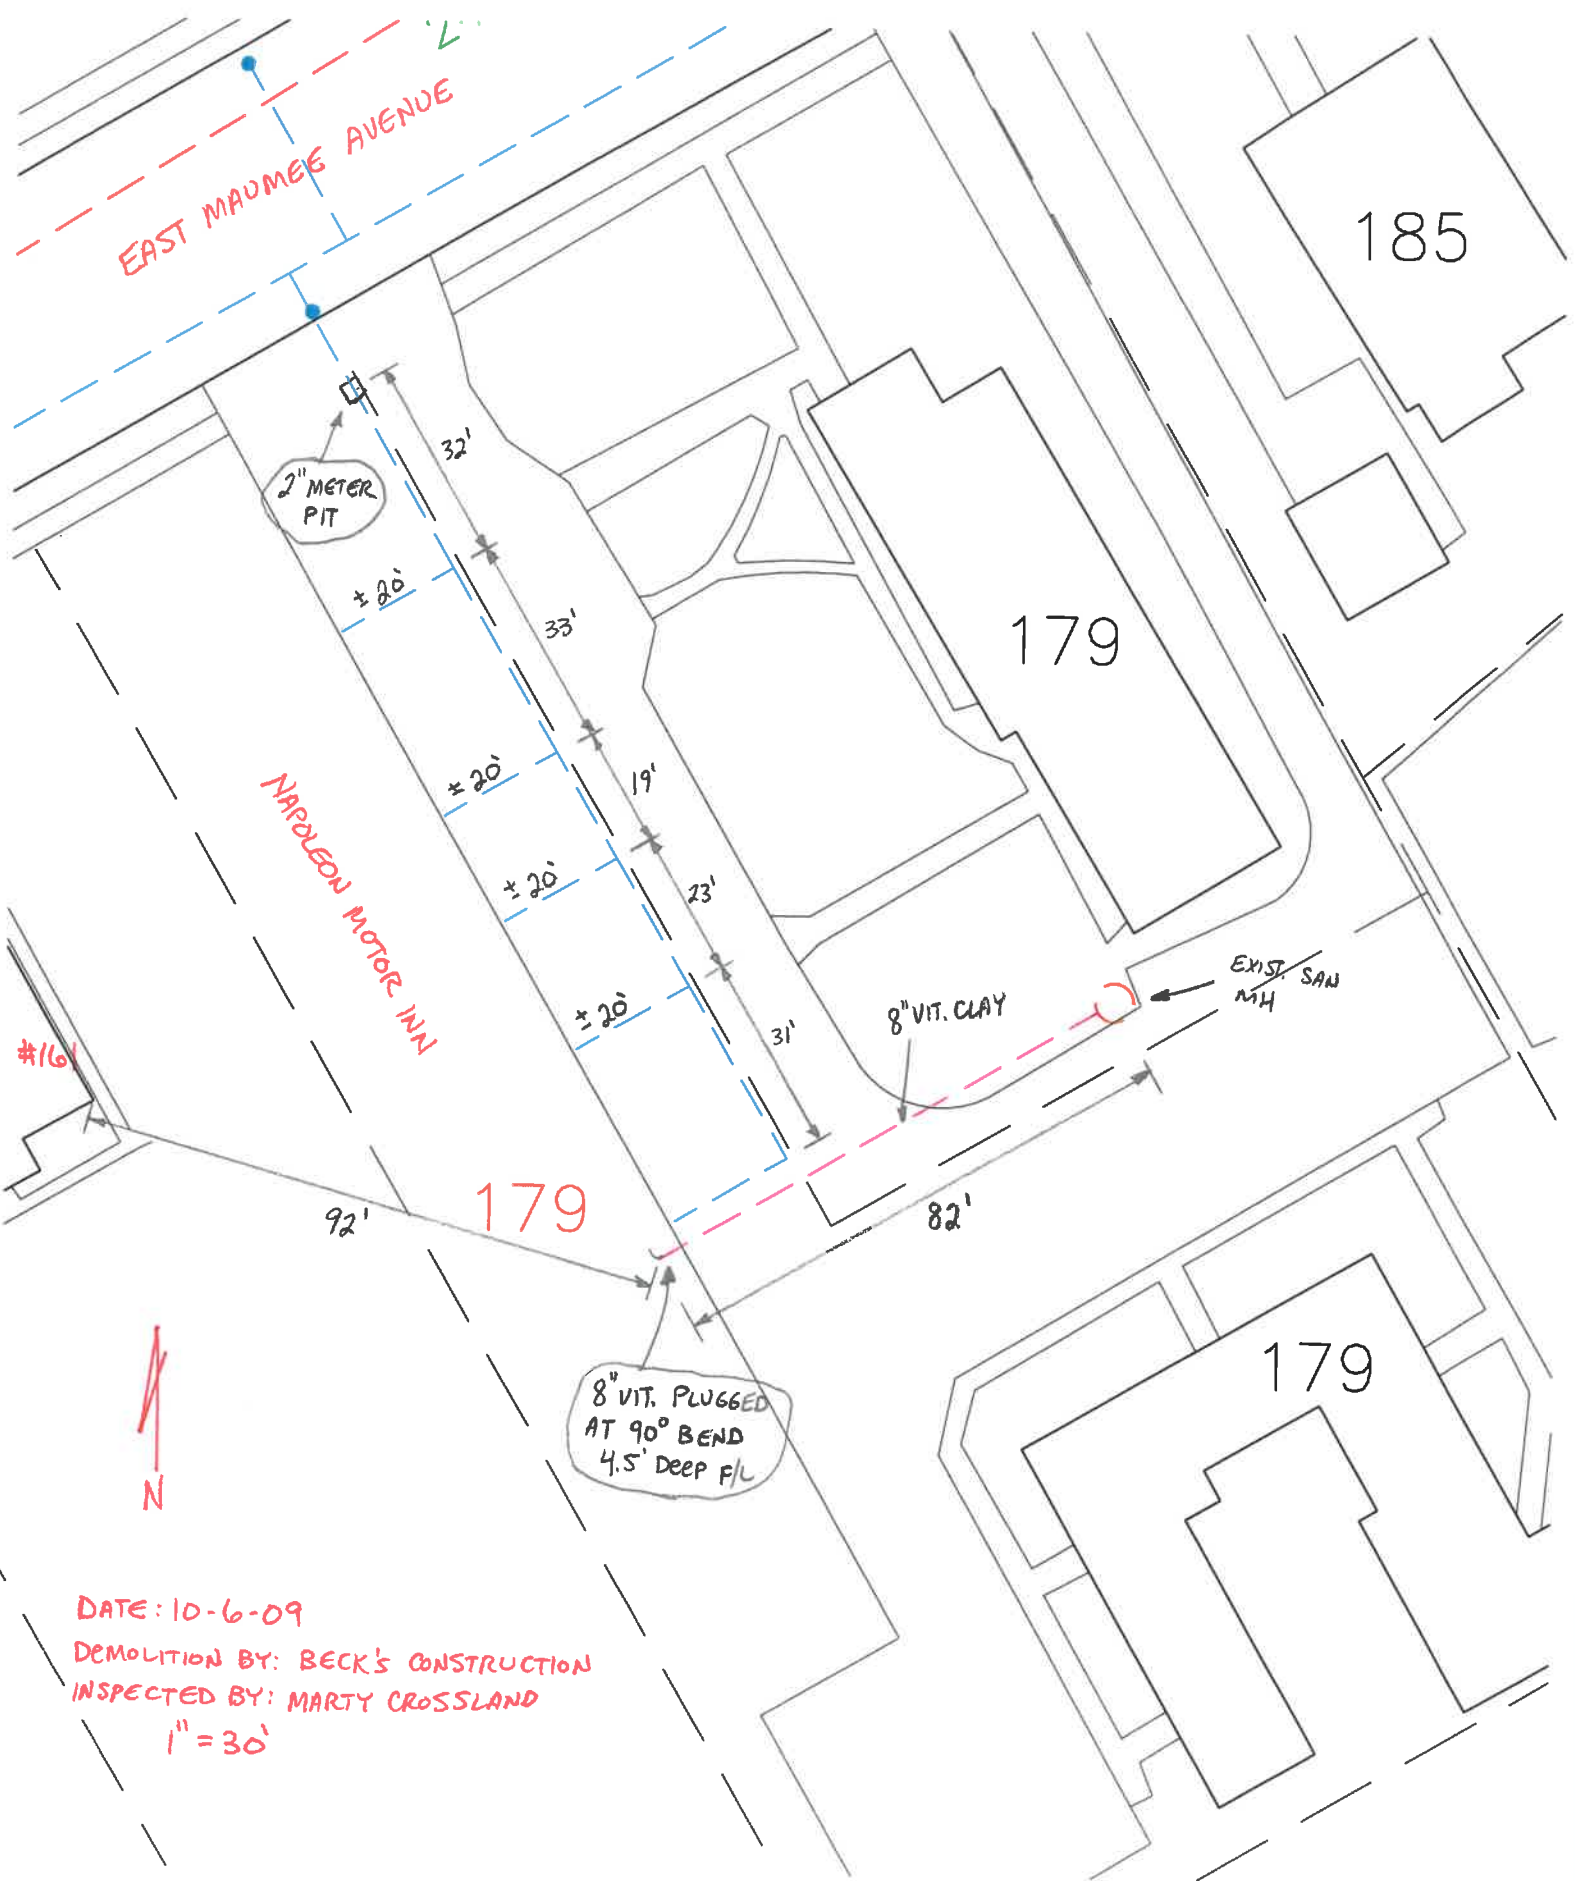 EAST MAUMEE AVENUE
185
2" METER
PIT
32'
± 20'
33'
179
± 20'
19'
NAPOLEON MOTOR INN
± 20'
23'
EXIST. SAN
MH
8" VIT. CLAY
± 20'
31'
#161
179
92'
82'
179
8" VIT. PLUGGED
AT 90° BEND
4.5' DEEP F/L
N
DATE: 10-6-09
DEMOLITION BY: BECK'S CONSTRUCTION
INSPECTED BY: MARTY CROSSLAND
1" = 30'